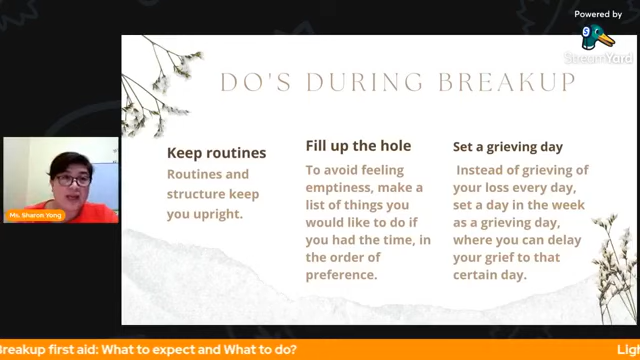 Powered by
S
StreamYard
DO'S DURING BREAKUP
Keep routines
Routines and
structure keep
you upright.
Fill up the hole
To avoid feeling
emptiness, make a
list of things you
would like to do if
you had the time, in
the order of
preference.
Set a grieving day
Instead of grieving of
your loss every day,
set a day in the week
as a grieving day,
where you can delay
your grief to that
certain day.
Ms. Sharon Yong
Breakup first aid: What to expect and What to do?
Ligh